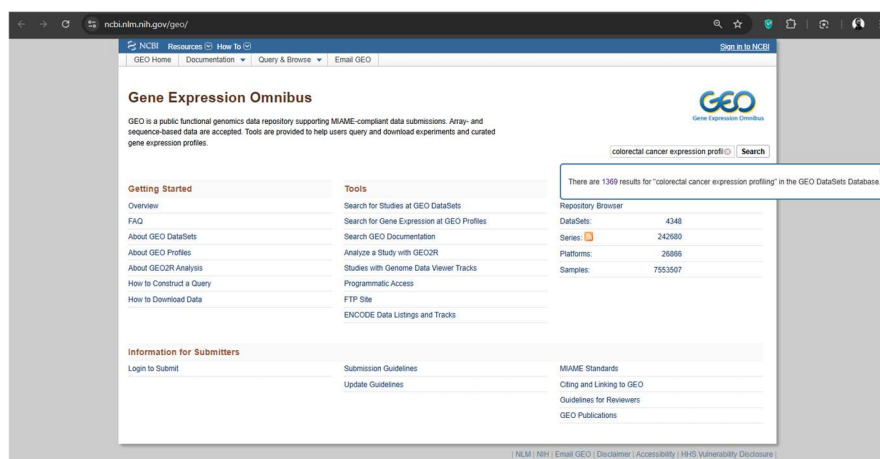 ncbi.nlm.nih.gov/geo/
NCBI Resources How To Sign in to NCBI
GEO Home Documentation Query & Browse Email GEO
Gene Expression Omnibus
GEO is a public functional genomics data repository supporting MIAME-compliant data submissions. Array- and
sequence-based data are accepted. Tools are provided to help users query and download experiments and curated
gene expression profiles.
GEO
Gene Expression Omnibus
colorectal cancer expression profil Search
There are 1369 results for "colorectal cancer expression profiling" in the GEO DataSets Database.
Getting Started Tools
Overview Search for Studies at GEO DataSets Repository Browser
FAQ Search for Gene Expression at GEO Profiles DataSets: 4348
About GEO DataSets Search GEO Documentation Series: 242680
About GEO Profiles Analyze a Study with GEO2R Platforms: 26866
About GEO2R Analysis Studies with Genome Data Viewer Tracks Samples: 7553507
How to Construct a Query Programmatic Access
How to Download Data FTP Site
ENCODE Data Listings and Tracks
Information for Submitters
Login to Submit Submission Guidelines MIAME Standards
Update Guidelines Citing and Linking to GEO
Guidelines for Reviewers
GEO Publications
| NLM | NIH | Email GEO | Disclaimer | Accessibility | HHS Vulnerability Disclosure |